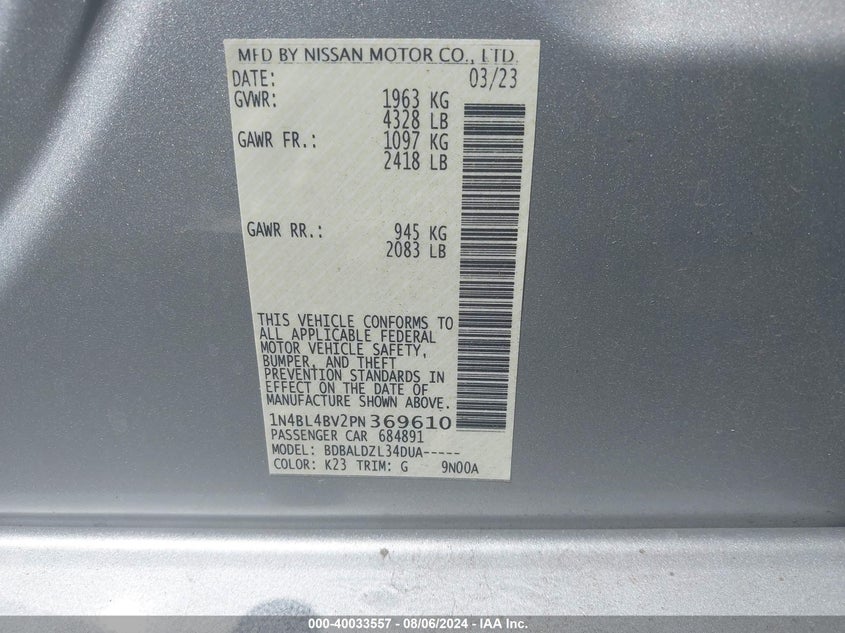 MFD BY NISSAN MOTOR CO., LTD.
DATE: 03/23
GVWR: 1963 KG
4328 LB
GAWR FR.: 1097 KG
2418 LB
GAWR RR.: 945 KG
2083 LB
THIS VEHICLE CONFORMS TO
ALL APPLICABLE FEDERAL
MOTOR VEHICLE SAFETY,
BUMPER, AND THEFT
PREVENTION STANDARDS IN
EFFECT ON THE DATE OF
MANUFACTURE SHOWN ABOVE.
1N4BL4BV2PN369610
PASSENGER CAR 684891
MODEL: BDBALDZL34DUA-----
COLOR: K23 TRIM: G 9N00A
000-40033557 - 08/06/2024 - IAA Inc.